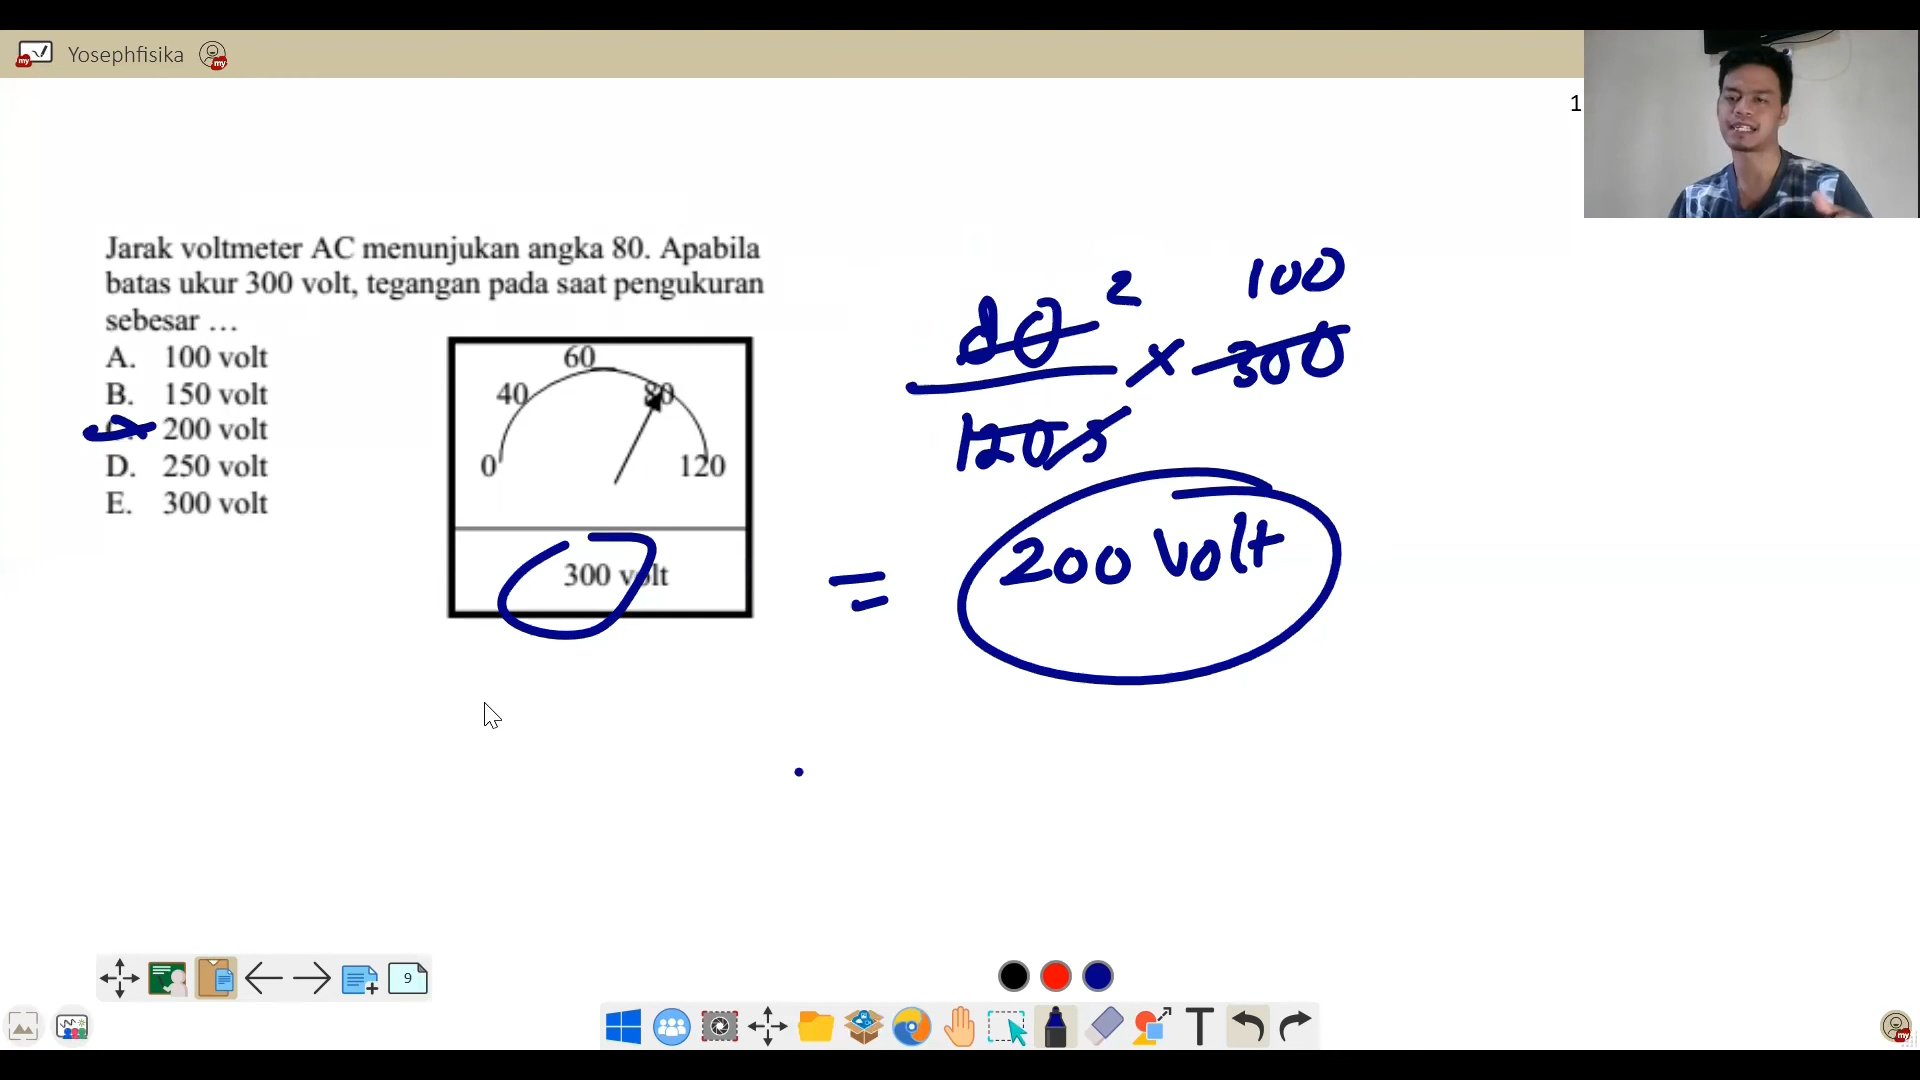 Yosephfisika
1
Jarak voltmeter AC menunjukan angka 80. Apabila
batas ukur 300 volt, tegangan pada saat pengukuran
sebesar …
A. 100 volt
B. 150 volt
200 volt
D. 250 volt
E. 300 volt
60
40
80
0
120
300 volt
2
100
80
x
300
120
= 200 volt
9
T